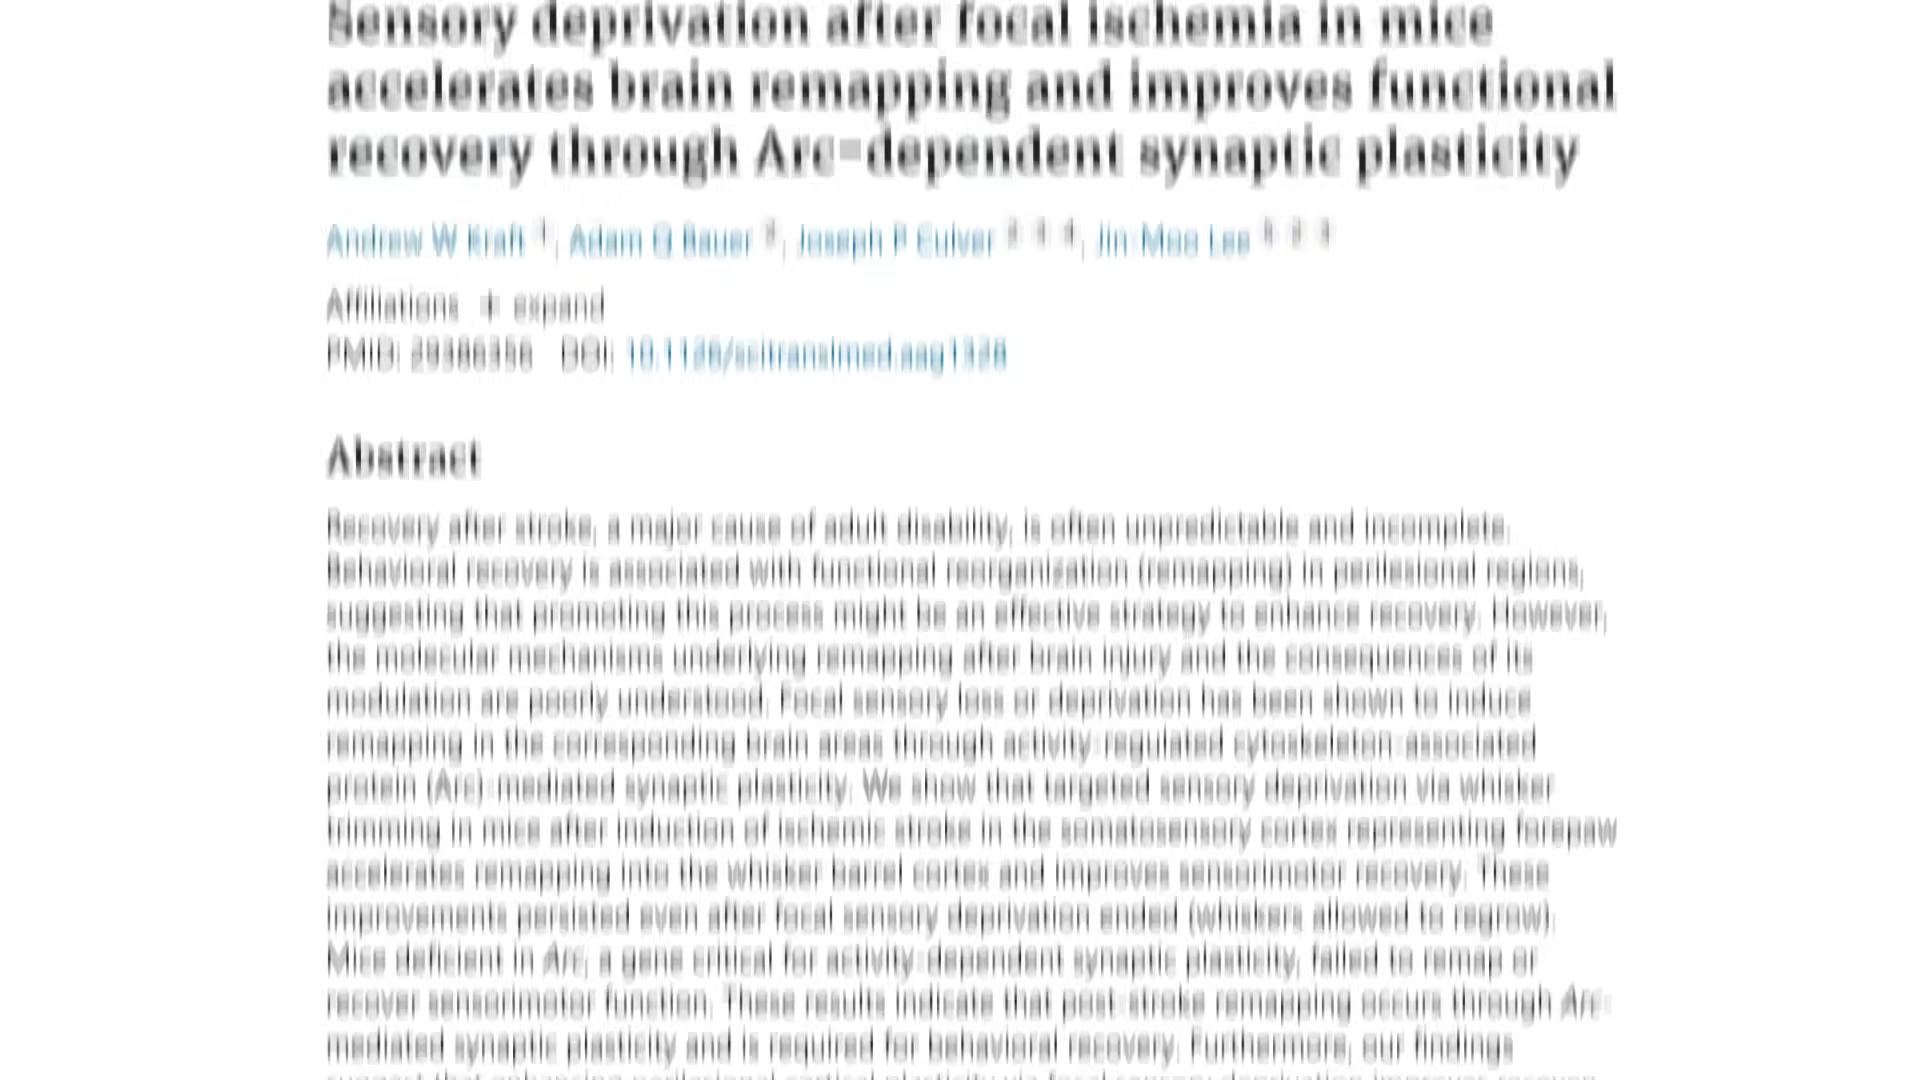 Sensory deprivation after focal ischemia in mice
accelerates brain remapping and improves functional
recovery through Arc-dependent synaptic plasticity
Andrew W Kraft, Adam Q Bauer, Joseph P Culver, Jin-Moo Lee
Affiliations + expand
PMID: 29386356 DOI: 10.1126/scitranslmed.aag1328
Abstract
Recovery after stroke, a major cause of adult disability, is often unpredictable and incomplete.
Behavioral recovery is associated with functional reorganization (remapping) in perilesional regions,
suggesting that promoting this process might be an effective strategy to enhance recovery. However,
the molecular mechanisms underlying remapping after brain injury and the consequences of its
modulation are poorly understood. Focal sensory loss or deprivation has been shown to induce
remapping in the corresponding brain areas through activity-regulated cytoskeleton-associated
protein (Arc)-mediated synaptic plasticity. We show that targeted sensory deprivation via whisker
trimming in mice after induction of ischemic stroke in the somatosensory cortex representing forepaw
accelerates remapping into the whisker barrel cortex and improves sensorimotor recovery. These
improvements persisted even after focal sensory deprivation ended (whiskers allowed to regrow).
Mice deficient in Arc, a gene critical for activity-dependent synaptic plasticity, failed to remap or
recover sensorimotor function. These results indicate that post-stroke remapping occurs through Arc-
mediated synaptic plasticity and is required for behavioral recovery. Furthermore, our findings